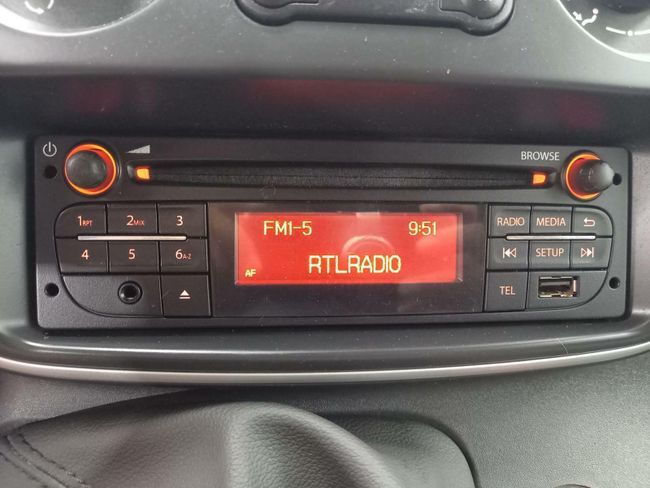 BROWSE
1RPT 2MIX 3
4 5 6A-Z
FM1-5 9:51
RTLRADIO
AF
RADIO MEDIA
SETUP
TEL